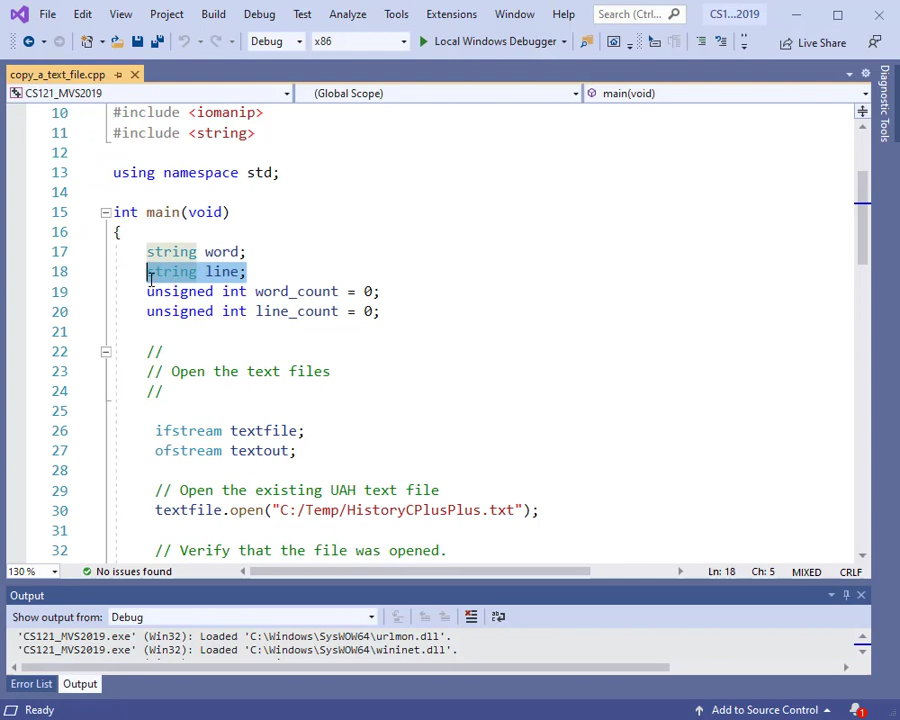 File Edit View Project Build Debug Test Analyze Tools Extensions Window Help Search (Ctrl... CS1...2019
Debug x86 Local Windows Debugger Live Share
copy_a_text_file.cpp
CS121_MVS2019 (Global Scope) main(void)
Diagnostic Tools
10 #include <iomanip>
11 #include <string>
12
13 using namespace std;
14
15 int main(void)
16 {
17 string word;
18 string line;
19 unsigned int word_count = 0;
20 unsigned int line_count = 0;
21
22 //
23 // Open the text files
24 //
25
26 ifstream textfile;
27 ofstream textout;
28
29 // Open the existing UAH text file
30 textfile.open("C:/Temp/HistoryCPlusPlus.txt");
31
32 // Verify that the file was opened.
130 % No issues found Ln: 18 Ch: 5 MIXED CRLF
Output
Show output from: Debug
'CS121_MVS2019.exe' (Win32): Loaded 'C:\Windows\SysWOW64\urlmon.dll'.
'CS121_MVS2019.exe' (Win32): Loaded 'C:\Windows\SysWOW64\wininet.dll'.
Error List Output
Ready Add to Source Control 1